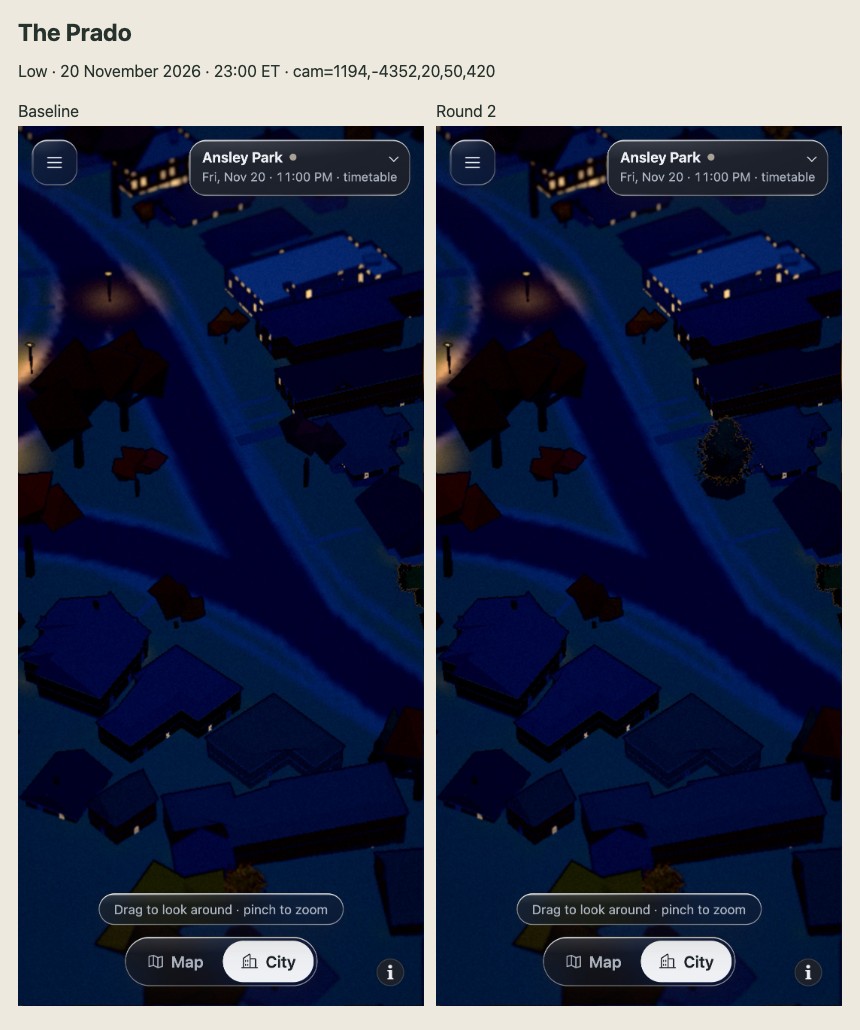 The Prado
Low · 20 November 2026 · 23:00 ET · cam=1194,-4352,20,50,420
Baseline
Ansley Park
Fri, Nov 20 · 11:00 PM · timetable
Drag to look around · pinch to zoom
Map
City
i
Round 2
Ansley Park
Fri, Nov 20 · 11:00 PM · timetable
Drag to look around · pinch to zoom
Map
City
i